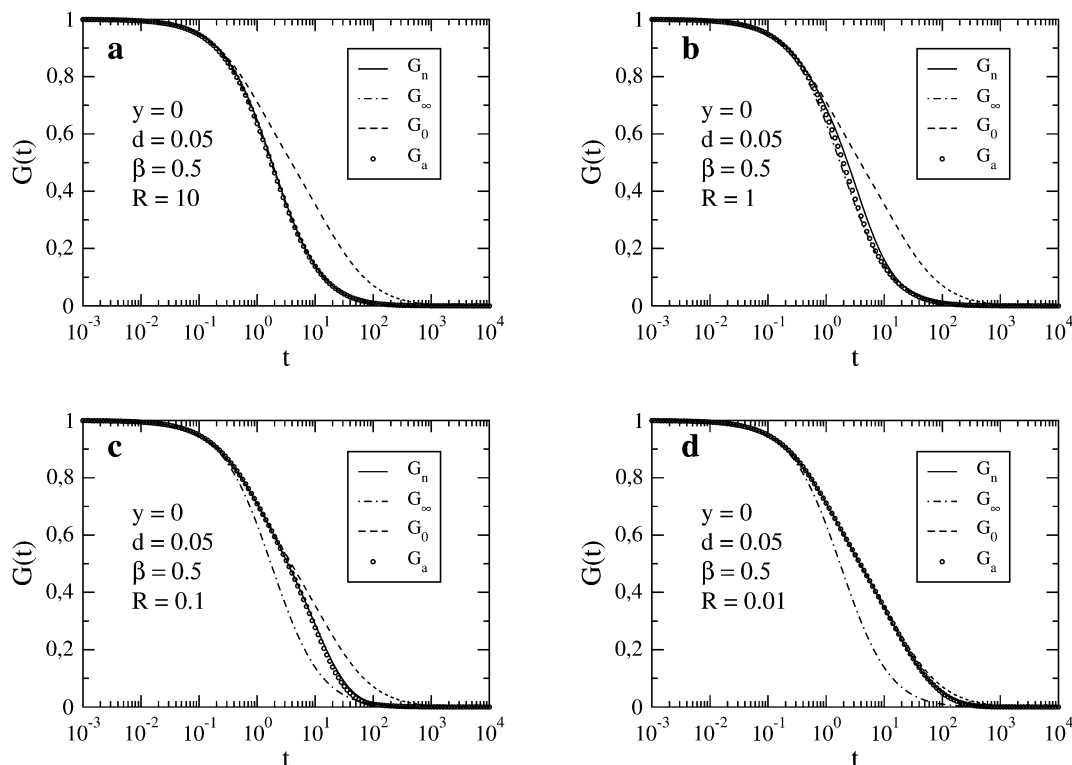 1
0,8
0,6
0,4
0,2
0
G(t)
a
y = 0
d = 0.05
β = 0.5
R = 10
G_n
G_∞
G_0
G_a
10^-3 10^-2 10^-1 10^0 10^1 10^2 10^3 10^4
t
1
0,8
0,6
0,4
0,2
0
G(t)
b
y = 0
d = 0.05
β = 0.5
R = 1
G_n
G_∞
G_0
G_a
10^-3 10^-2 10^-1 10^0 10^1 10^2 10^3 10^4
t
1
0,8
0,6
0,4
0,2
0
G(t)
c
y = 0
d = 0.05
β = 0.5
R = 0.1
G_n
G_∞
G_0
G_a
10^-3 10^-2 10^-1 10^0 10^1 10^2 10^3 10^4
t
1
0,8
0,6
0,4
0,2
0
G(t)
d
y = 0
d = 0.05
β = 0.5
R = 0.01
G_n
G_∞
G_0
G_a
10^-3 10^-2 10^-1 10^0 10^1 10^2 10^3 10^4
t